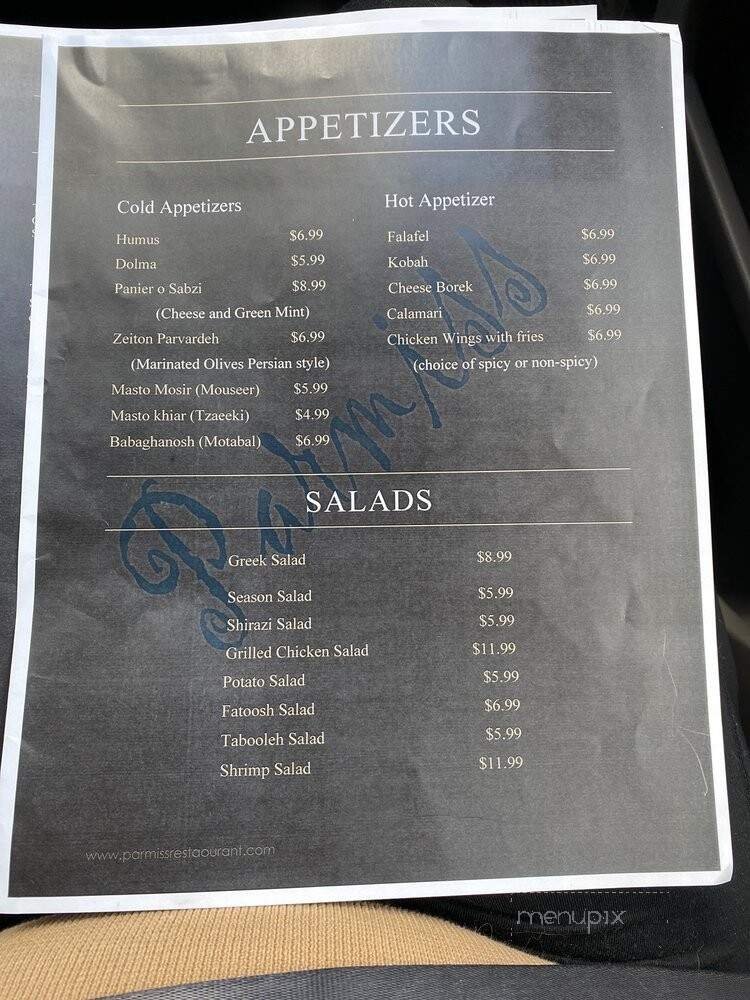 APPETIZERS
Cold Appetizers
Humus $6.99
Dolma $5.99
Panier o Sabzi $8.99
(Cheese and Green Mint)
Zeiton Parvardeh $6.99
(Marinated Olives Persian style)
Masto Mosir (Mouseer) $5.99
Masto khiar (Tzaeeki) $4.99
Babaghanosh (Motabal) $6.99
Hot Appetizer
Falafel $6.99
Kobah $6.99
Cheese Borek $6.99
Calamari $6.99
Chicken Wings with fries $6.99
(choice of spicy or non-spicy)
Parmiss
SALADS
Greek Salad $8.99
Season Salad $5.99
Shirazi Salad $5.99
Grilled Chicken Salad $11.99
Potato Salad $5.99
Fatoosh Salad $6.99
Tabooleh Salad $5.99
Shrimp Salad $11.99
www.parmissrestaourant.com
menupix